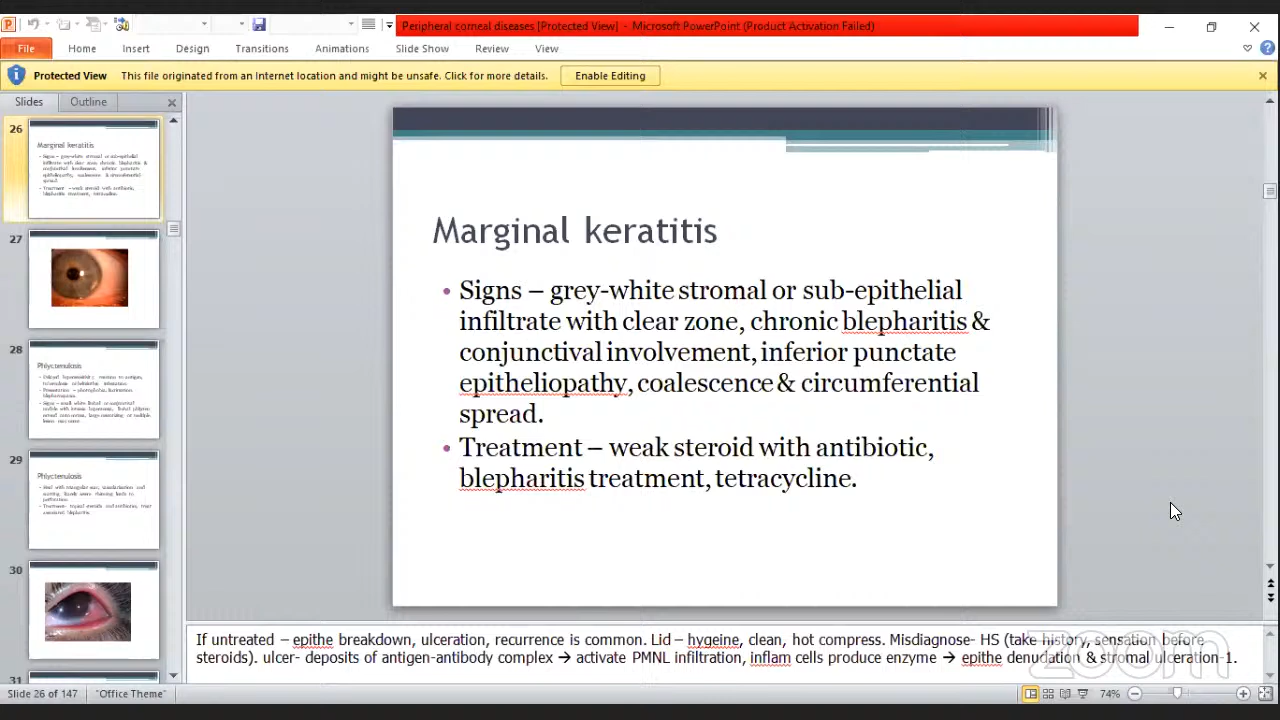 Peripheral corneal diseases [Protected View] - Microsoft PowerPoint (Product Activation Failed)
File Home Insert Design Transitions Animations Slide Show Review View
Protected View This file originated from an Internet location and might be unsafe. Click for more details. Enable Editing
Slides Outline
26
Marginal keratitis
27
28
Phlyctenulosis
29
Phlyctenulosis
30
31
Marginal keratitis
• Signs – grey-white stromal or sub-epithelial
infiltrate with clear zone, chronic blepharitis &
conjunctival involvement, inferior punctate
epitheliopathy, coalescence & circumferential
spread.
• Treatment – weak steroid with antibiotic,
blepharitis treatment, tetracycline.
If untreated – epithe breakdown, ulceration, recurrence is common. Lid – hygeine, clean, hot compress. Misdiagnose- HS (take history, sensation before
steroids). ulcer- deposits of antigen-antibody complex → activate PMNL infiltration, inflam cells produce enzyme → epithe denudation & stromal ulceration-1.
zoom
Slide 26 of 147 "Office Theme" 74%